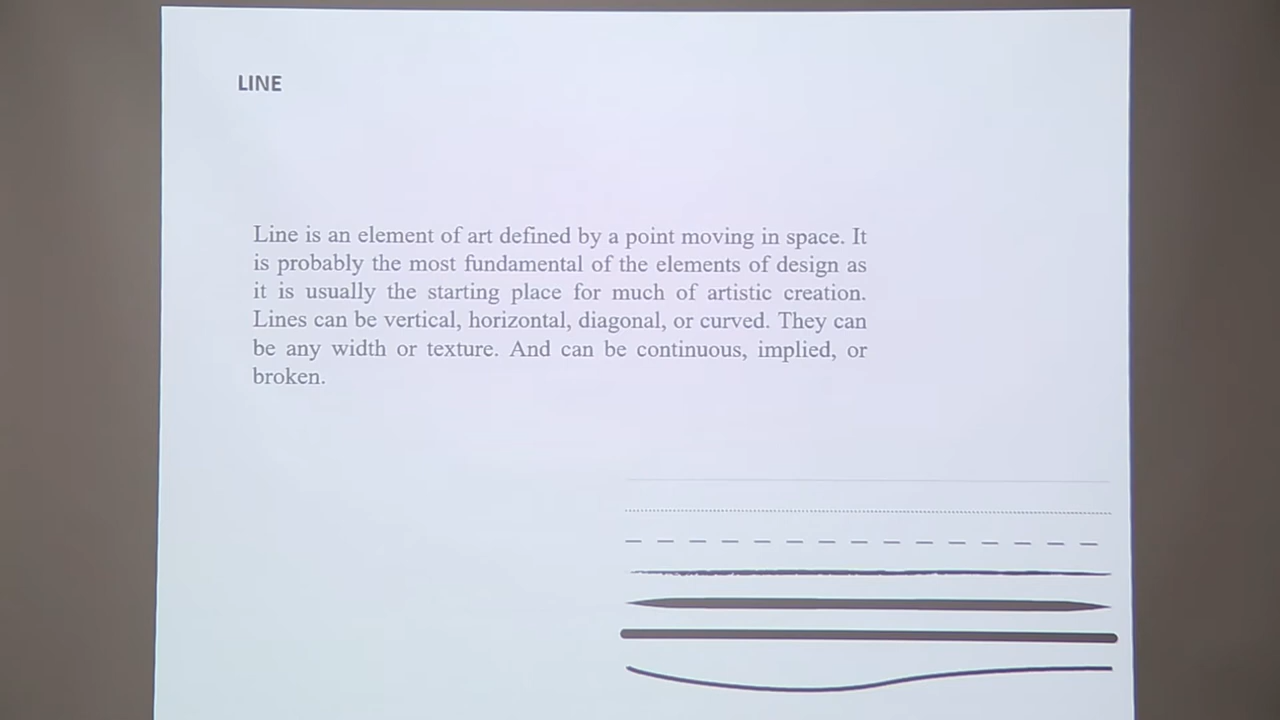 LINE
Line is an element of art defined by a point moving in space. It
is probably the most fundamental of the elements of design as
it is usually the starting place for much of artistic creation.
Lines can be vertical, horizontal, diagonal, or curved. They can
be any width or texture. And can be continuous, implied, or
broken.